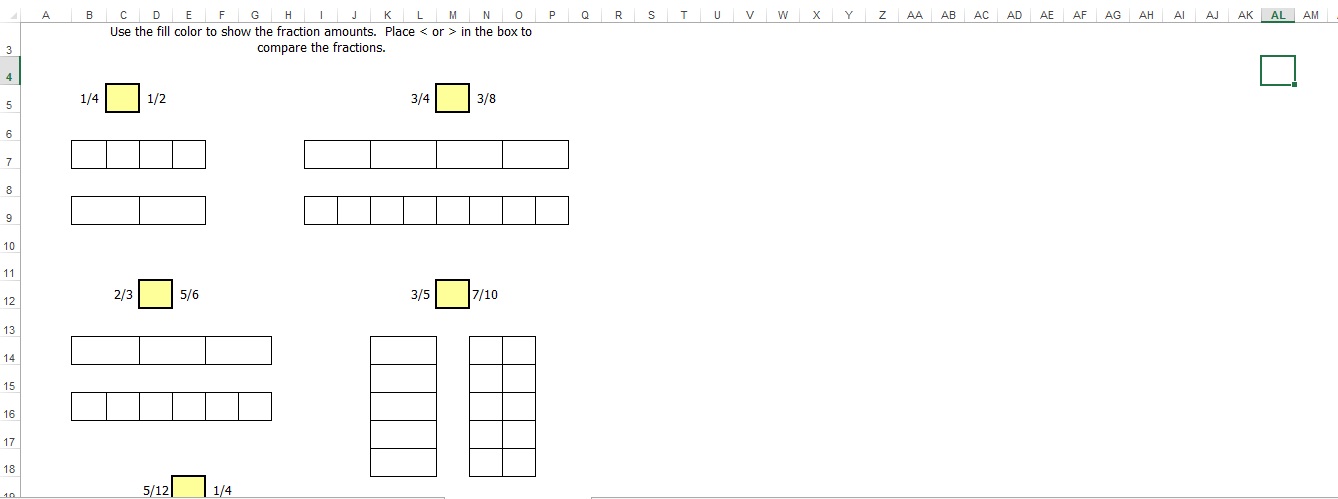 A B C D E F G H I J K L M N O P Q R S T U V W X Y Z AA AB AC AD AE AF AG AH AI AJ AK AL AM
Use the fill color to show the fraction amounts. Place < or > in the box to
3 compare the fractions.
4
5 1/4 1/2 3/4 3/8
6
7
8
9
10
11
12 2/3 5/6 3/5 7/10
13
14
15
16
17
18
19 5/12 1/4